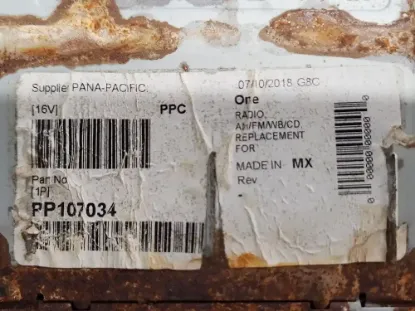 Supplier PANA-PACIFIC
[16V] PPC
Part No
[1P]
PP107034
07/10/2018 GBC
One
RADIO,
AM/FM/WB/CD,
REPLACEMENT
FOR
MADE IN MX
Rev